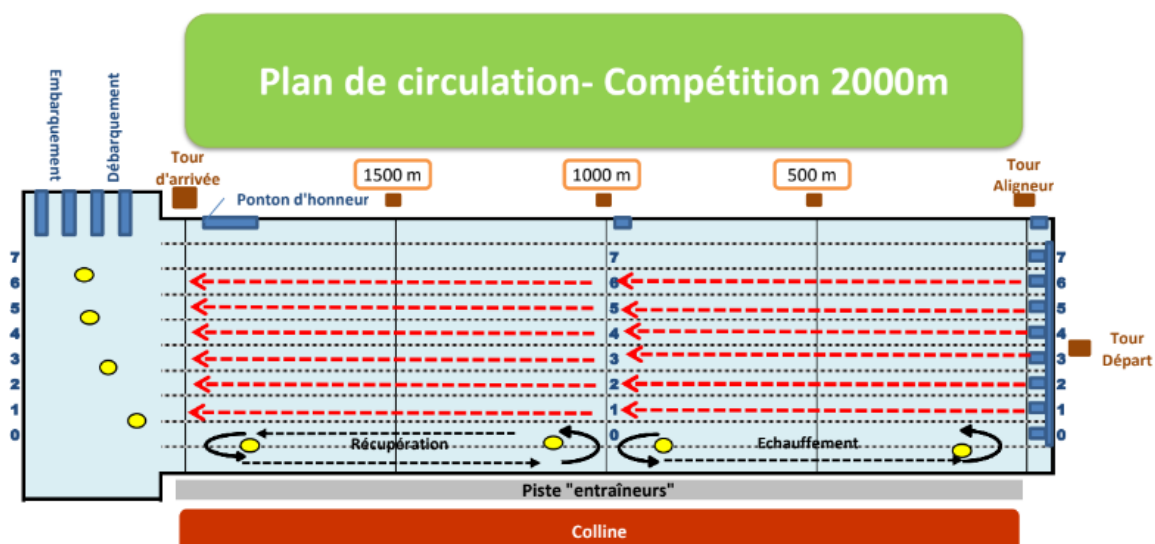 Plan de circulation- Compétition 2000m
Embarquement
Débarquement
Tour
d'arrivée
1500 m
1000 m
500 m
Tour
Aligneur
Ponton d'honneur
7
6
5
4
3
2
1
0
7
6
5
4
3
2
1
0
7
6
5
4
3
2
1
0
Tour
Départ
Récupération
Echauffement
Piste "entraîneurs"
Colline